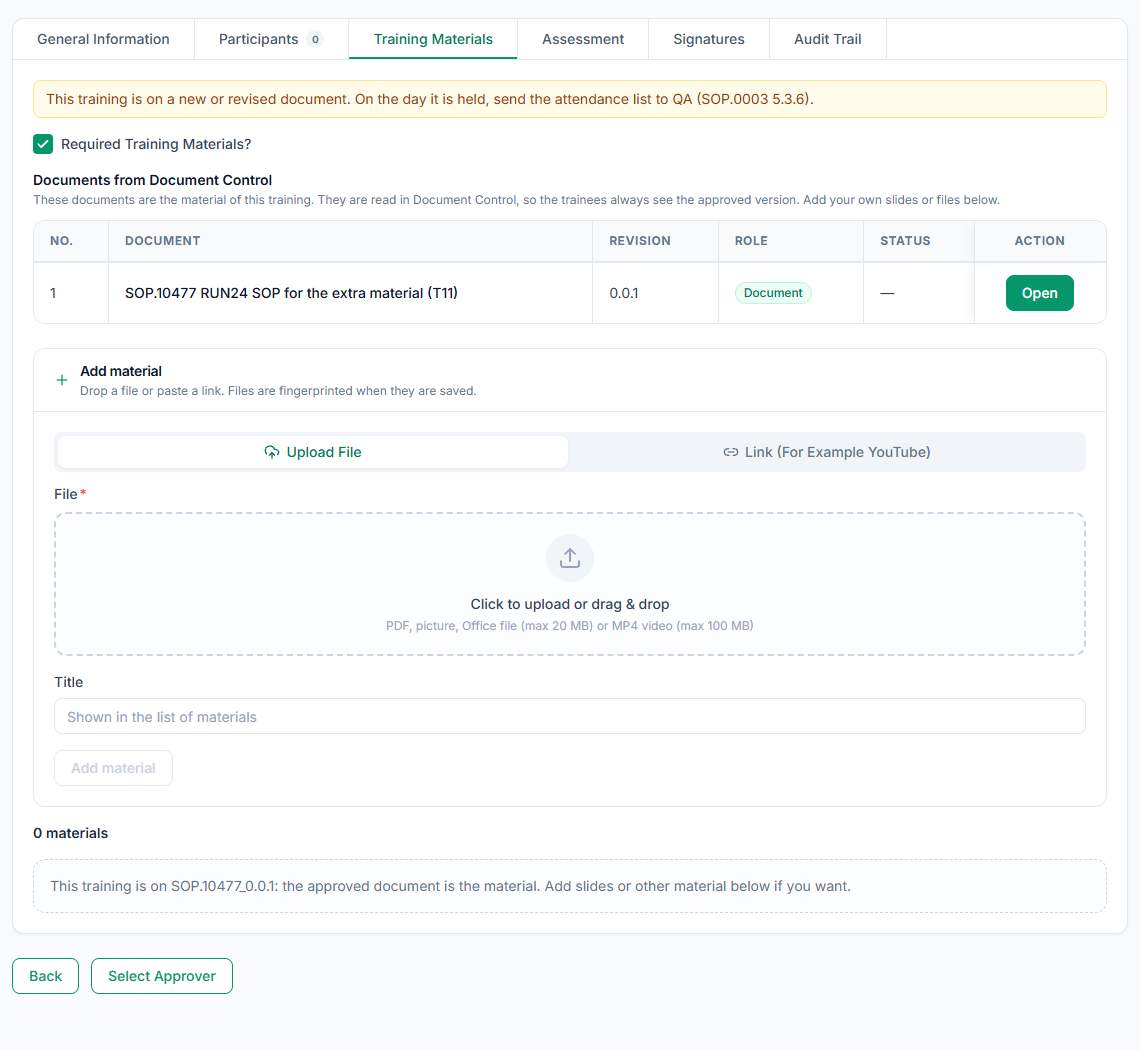 General Information
Participants 0
Training Materials
Assessment
Signatures
Audit Trail
This training is on a new or revised document. On the day it is held, send the attendance list to QA (SOP.0003 5.3.6).
Required Training Materials?
Documents from Document Control
These documents are the material of this training. They are read in Document Control, so the trainees always see the approved version. Add your own slides or files below.
NO. DOCUMENT REVISION ROLE STATUS ACTION
1 SOP.10477 RUN24 SOP for the extra material (T11) 0.0.1 Document — Open
Add material
Drop a file or paste a link. Files are fingerprinted when they are saved.
Upload File
Link (For Example YouTube)
File*
Click to upload or drag & drop
PDF, picture, Office file (max 20 MB) or MP4 video (max 100 MB)
Title
Shown in the list of materials
Add material
0 materials
This training is on SOP.10477_0.0.1: the approved document is the material. Add slides or other material below if you want.
Back
Select Approver